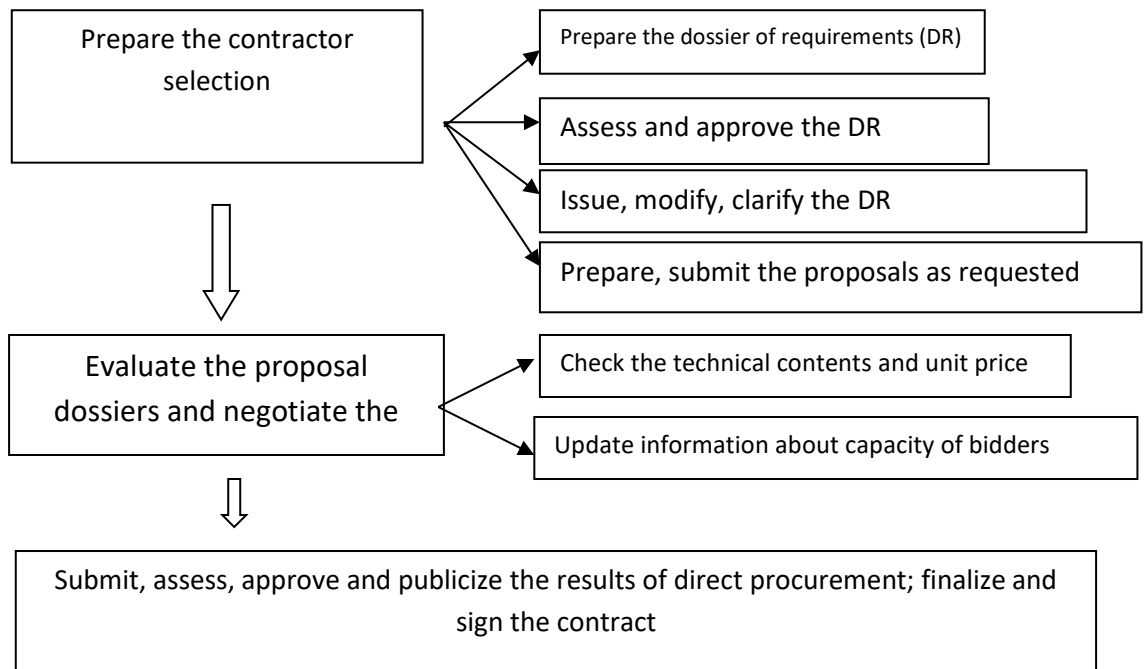 Prepare the contractor
selection
Prepare the dossier of requirements (DR)
Assess and approve the DR
Issue, modify, clarify the DR
Prepare, submit the proposals as requested
Evaluate the proposal
dossiers and negotiate the
Check the technical contents and unit price
Update information about capacity of bidders
Submit, assess, approve and publicize the results of direct procurement; finalize and
sign the contract